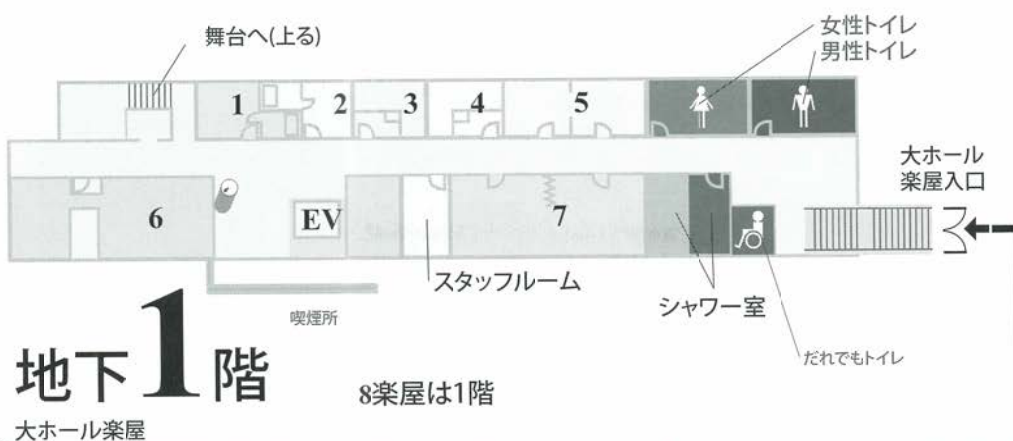 舞台へ(上る)
女性トイレ
男性トイレ
1
2
3
4
5
大ホール
楽屋入口
6
EV
7
スタッフルーム
シャワー室
喫煙所
だれでもトイレ
地下1階
8楽屋は1階
大ホール楽屋